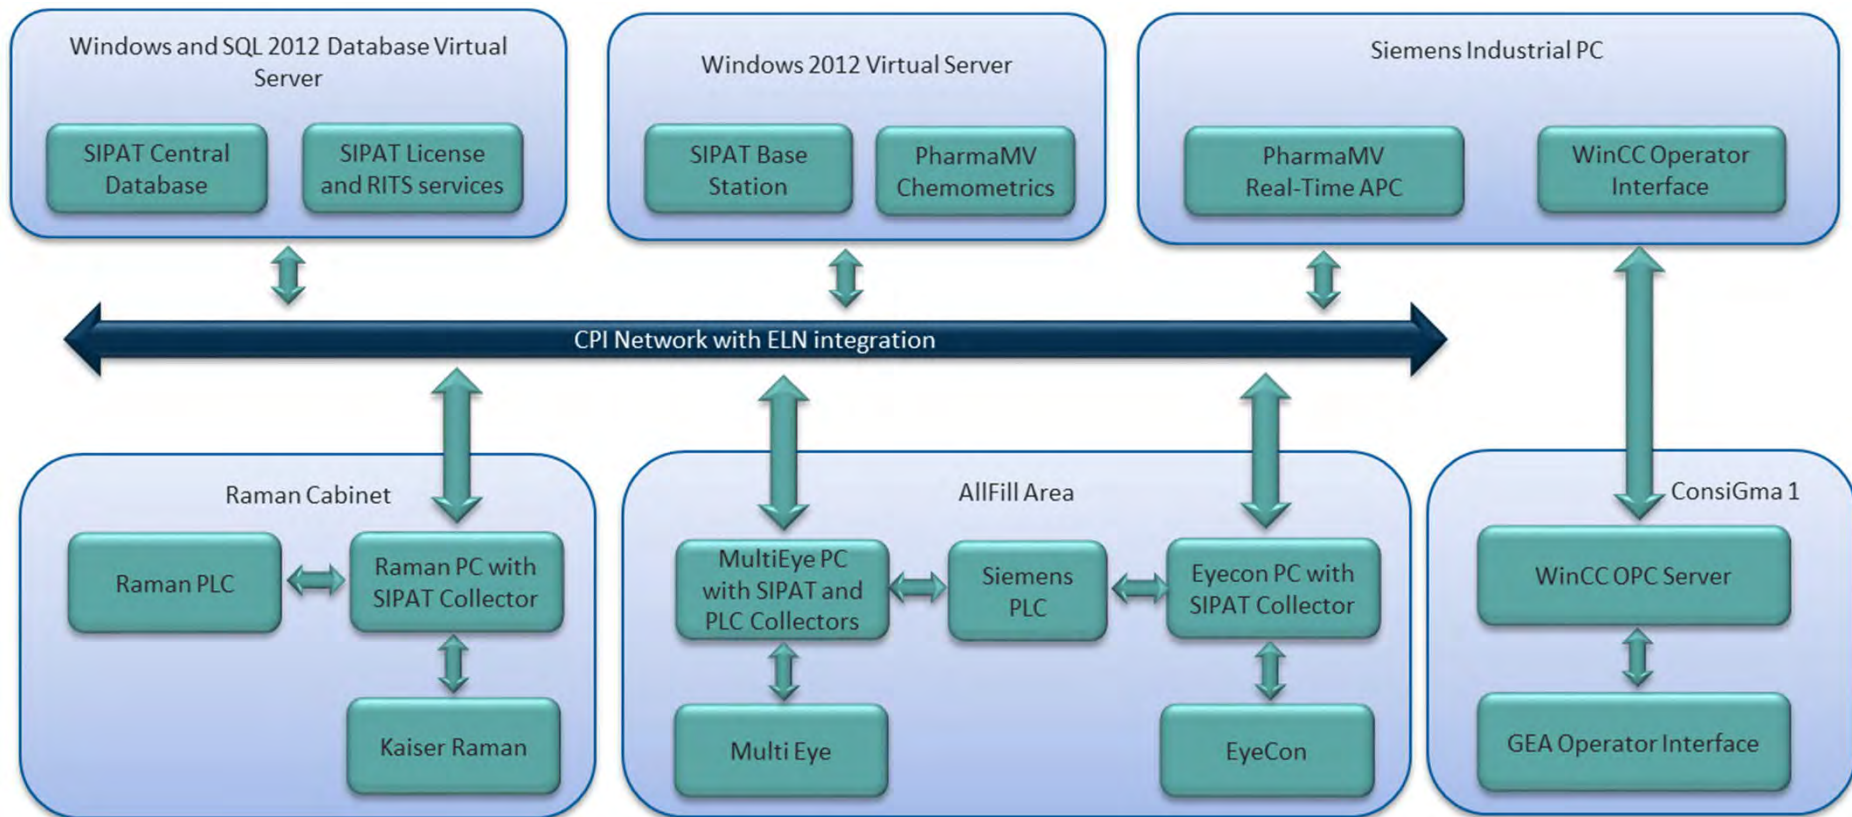 Windows and SQL 2012 Database Virtual
Server
SIPAT Central
Database
SIPAT License
and RITS services
Windows 2012 Virtual Server
SIPAT Base
Station
PharmaMV
Chemometrics
Siemens Industrial PC
PharmaMV
Real-Time APC
WinCC Operator
Interface
CPI Network with ELN integration
Raman Cabinet
Raman PLC
Raman PC with
SIPAT Collector
Kaiser Raman
AllFill Area
MultiEye PC
with SIPAT and
PLC Collectors
Siemens
PLC
Eyecon PC with
SIPAT Collector
Multi Eye
EyeCon
ConsiGma 1
WinCC OPC Server
GEA Operator Interface